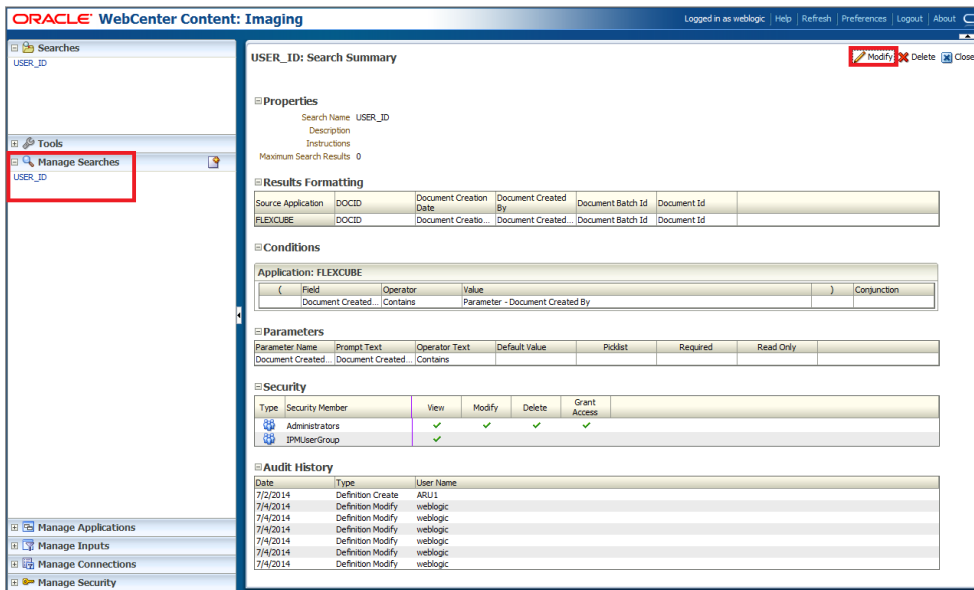 ORACLE WebCenter Content: Imaging
Logged in as weblogic Help Refresh Preferences Logout About
Searches
USER_ID
Tools
Manage Searches
USER_ID
Manage Applications
Manage Inputs
Manage Connections
Manage Security
USER_ID: Search Summary
Modify Delete Close
Properties
Search Name USER_ID
Description
Instructions
Maximum Search Results 0
Results Formatting
Source Application DOCID Document Creation Date Document Created By Document Batch Id Document Id
FLEXCUBE DOCID Document Creatio... Document Created... Document Batch Id Document Id
Conditions
Application: FLEXCUBE
( Field Operator Value ) Conjunction
Document Created... Contains Parameter - Document Created By
Parameters
Parameter Name Prompt Text Operator Text Default Value Picklist Required Read Only
Document Created... Document Created... Contains
Security
Type Security Member View Modify Delete Grant Access
Administrators
IPMUserGroup
Audit History
Date Type User Name
7/2/2014 Definition Create ARU1
7/4/2014 Definition Modify weblogic
7/4/2014 Definition Modify weblogic
7/4/2014 Definition Modify weblogic
7/4/2014 Definition Modify weblogic
7/4/2014 Definition Modify weblogic
7/4/2014 Definition Modify weblogic